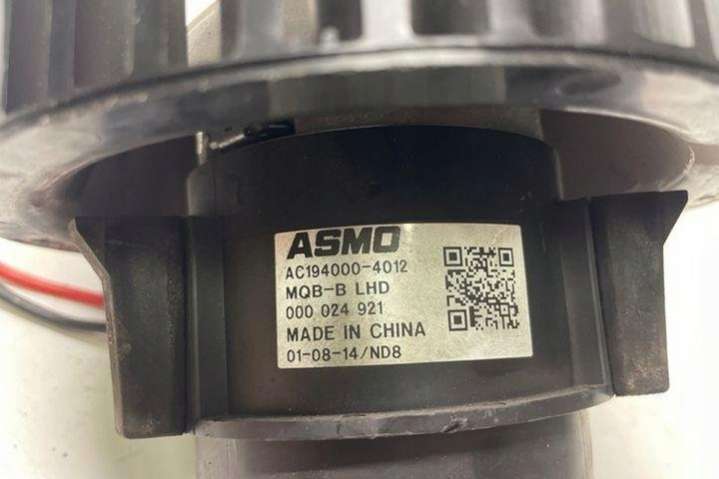 ASMO
AC194000-4012
MQB-B LHD
000 024 921
MADE IN CHINA
01-08-14/ND8